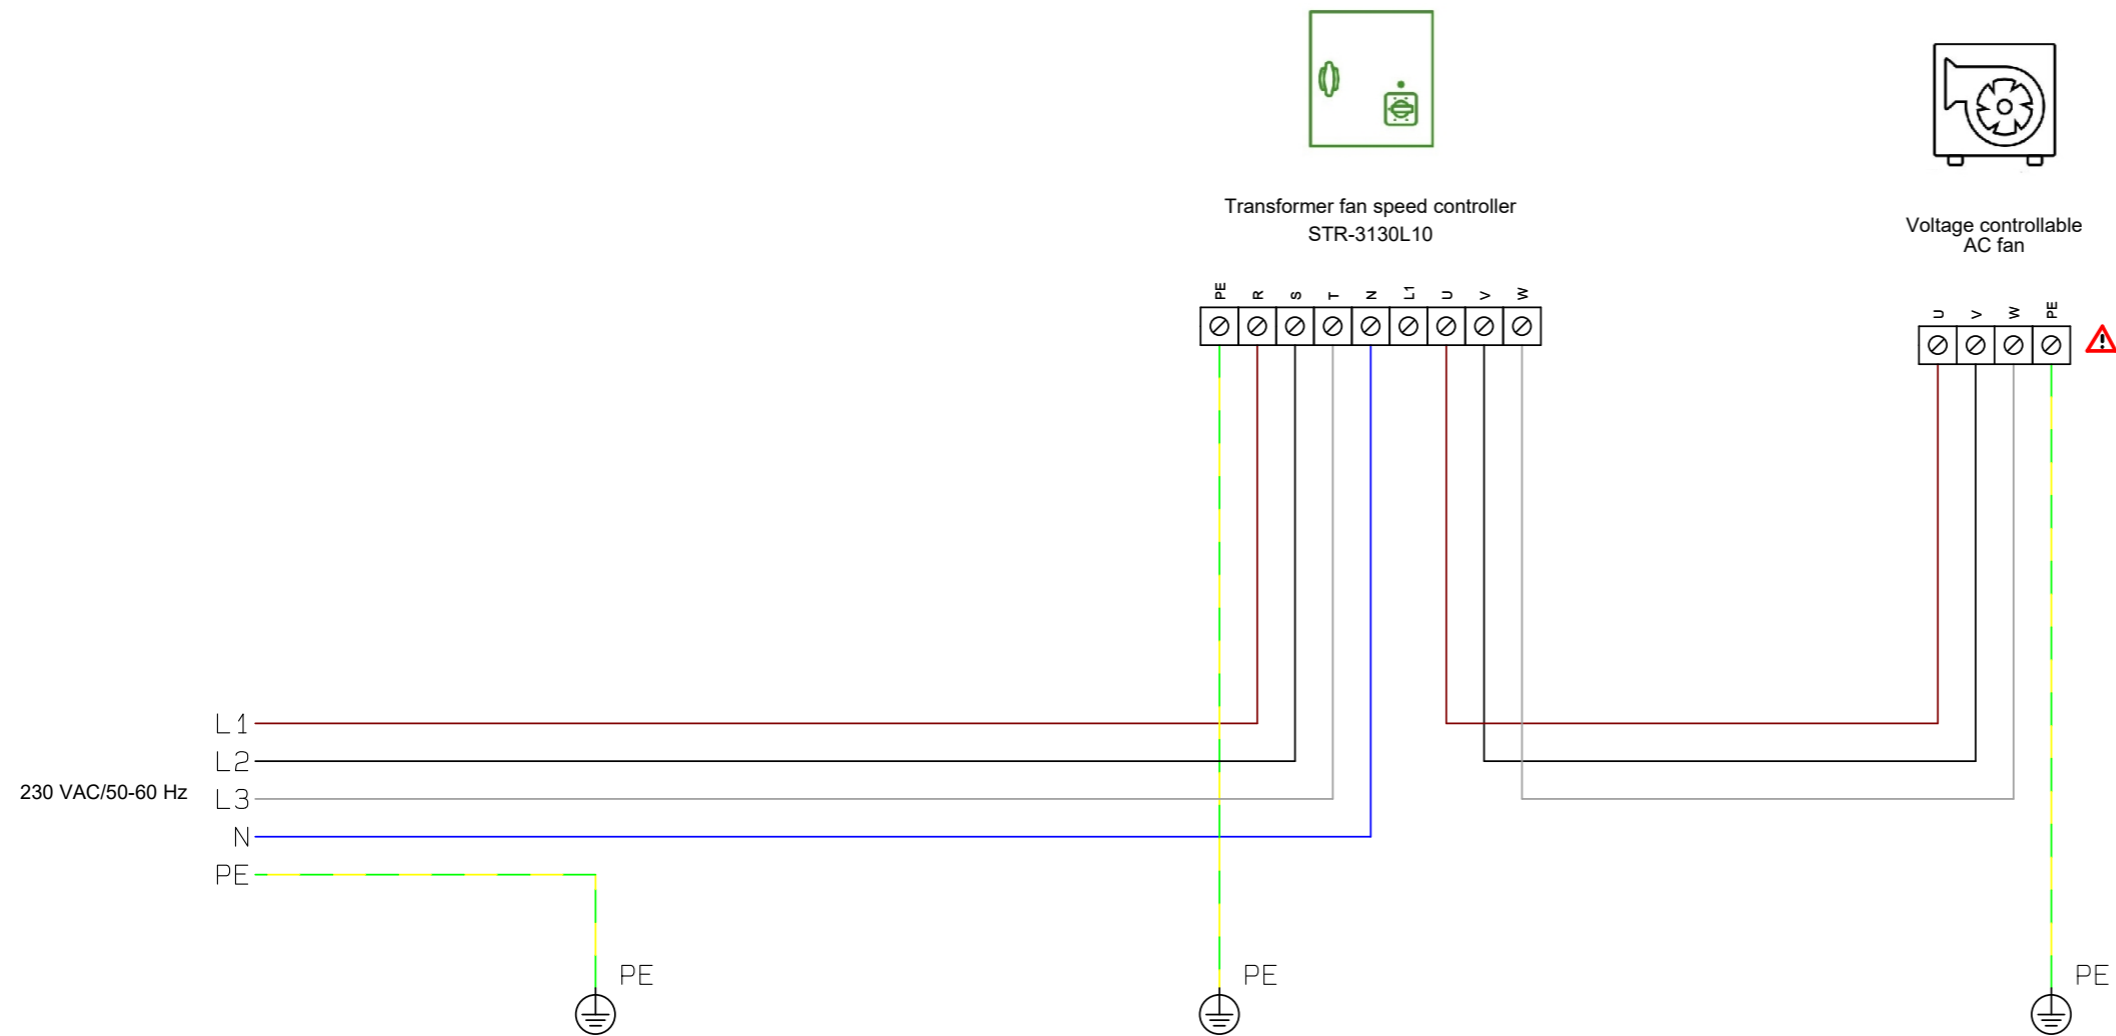 Transformer fan speed controller
STR-3130L10
Voltage controllable
AC fan
PE R S T N L1 U V W
U V W PE
L1
L2
230 VAC/50-60 Hz L3
N
PE
PE
PE
PE